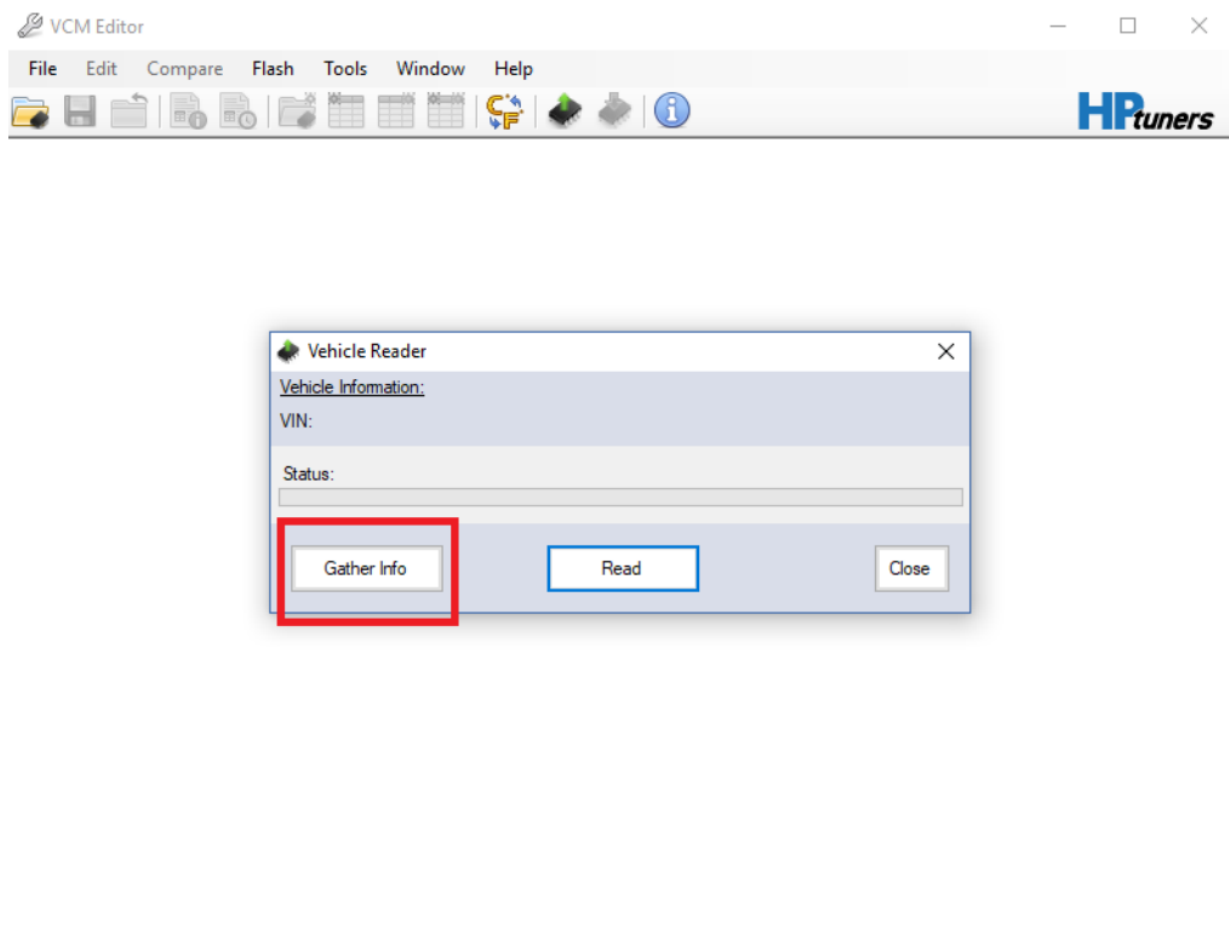 VCM Editor
File Edit Compare Flash Tools Window Help
HPtuners
Vehicle Reader
Vehicle Information:
VIN:
Status:
Gather Info Read Close